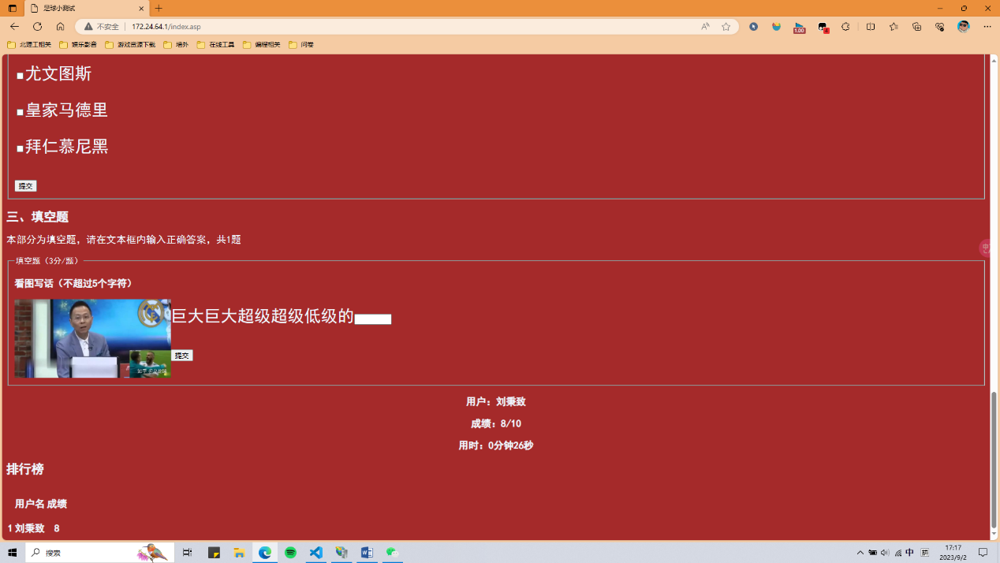 足球小测试
不安全 172.24.64.1/index.asp
北理工相关 娱乐影音 游戏资源下载 墙外 在线工具 编程相关 问卷
1.00
4
尤文图斯
皇家马德里
拜仁慕尼黑
提交
三、填空题
本部分为填空题，请在文本框内输入正确答案，共1题
填空题（3分/题）
看图写话（不超过5个字符）
巨大巨大超级超级低级的
提交
用户：刘秉致
成绩：8/10
用时：0分钟26秒
排行榜
用户名 成绩
1 刘秉致 8
搜索
中
拼
17:17
2023/9/2